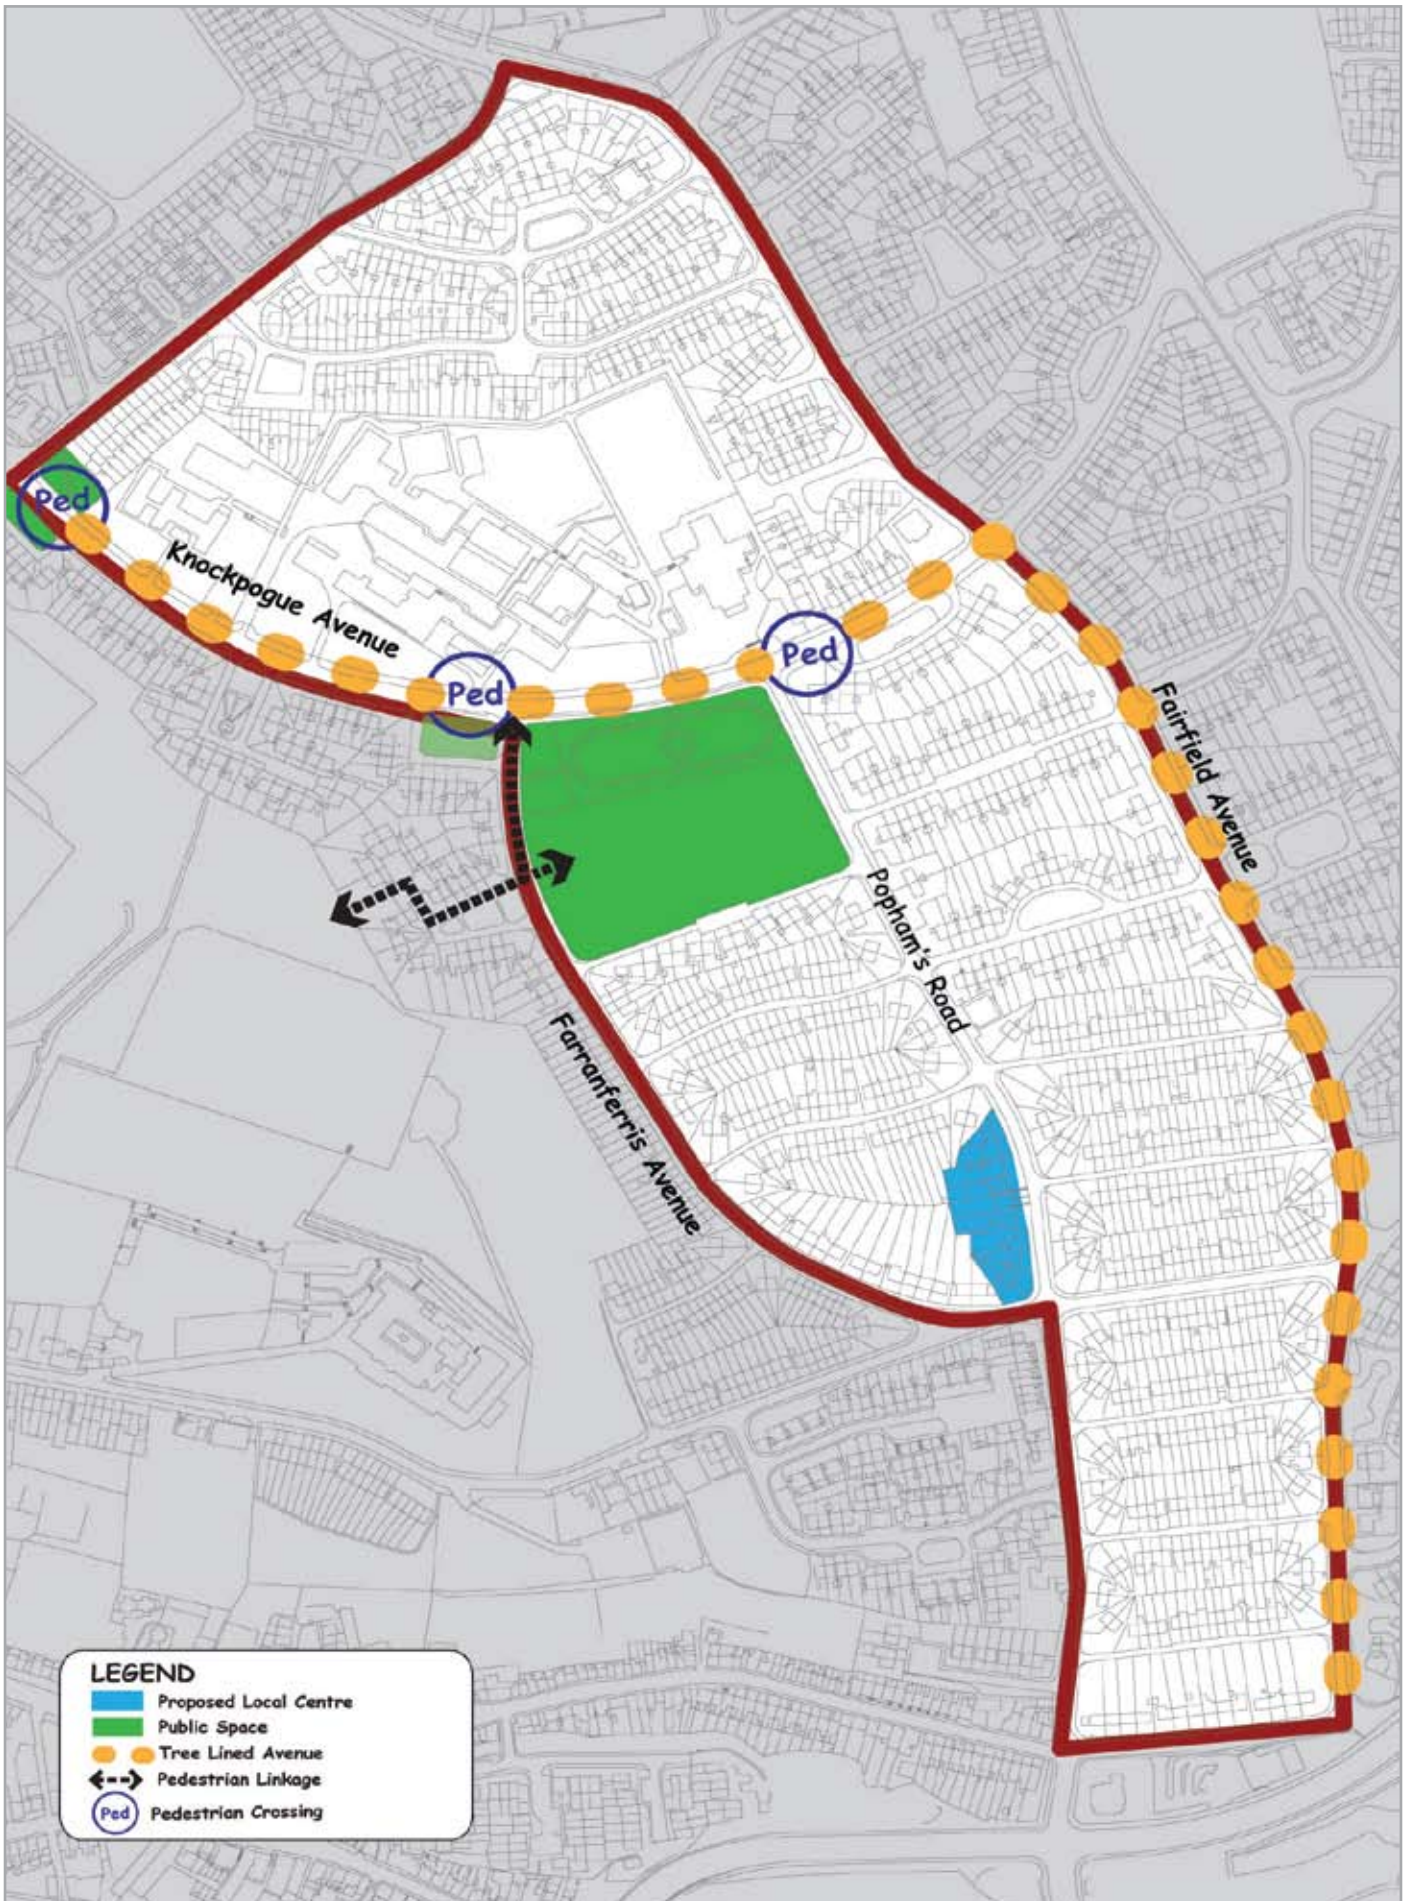 Ped
Knockpogue Avenue
Ped
Ped
Fairfield Avenue
Popham's Road
Farranferris Avenue
LEGEND
Proposed Local Centre
Public Space
Tree Lined Avenue
Pedestrian Linkage
Ped Pedestrian Crossing